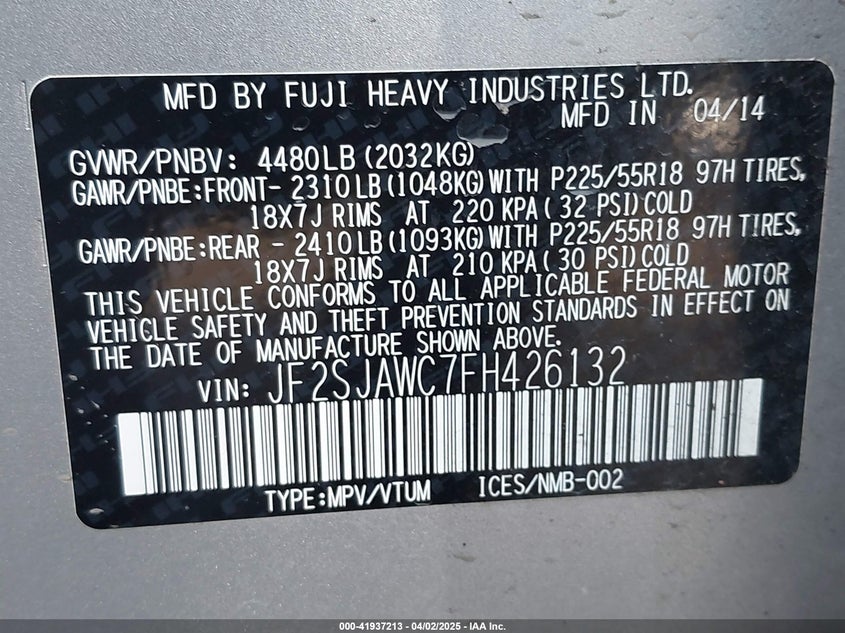 MFD BY FUJI HEAVY INDUSTRIES LTD.
MFD IN 04/14
GVWR/PNBV: 4480LB(2032KG)
GAWR/PNBE:FRONT- 2310LB(1048KG)WITH P225/55R18 97H TIRES,
18X7J RIMS AT 220 KPA( 32 PSI)COLD
GAWR/PNBE:REAR - 2410LB(1093KG)WITH P225/55R18 97H TIRES,
18X7J RIMS AT 210 KPA( 30 PSI)COLD
THIS VEHICLE CONFORMS TO ALL APPLICABLE FEDERAL MOTOR
VEHICLE SAFETY AND THEFT PREVENTION STANDARDS IN EFFECT ON
THE DATE OF MANUFACTURE SHOWN ABOVE.
VIN: JF2SJAWC7FH426132
TYPE:MPV/VTUM ICES/NMB-002
000-41937213 - 04/02/2025 - IAA Inc.